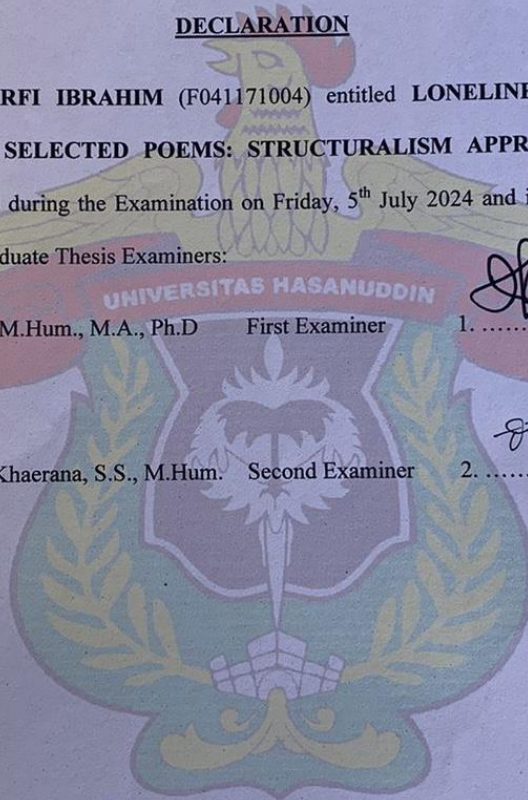 DECLARATION
RFI IBRAHIM (F041171004) entitled LONELINE
SELECTED POEMS: STRUCTURALISM APPR
during the Examination on Friday, 5th July 2024 and i
duate Thesis Examiners:
UNIVERSITAS HASANUDDIN
M.Hum., M.A., Ph.D First Examiner 1. ......
Khaerana, S.S., M.Hum. Second Examiner 2. ......